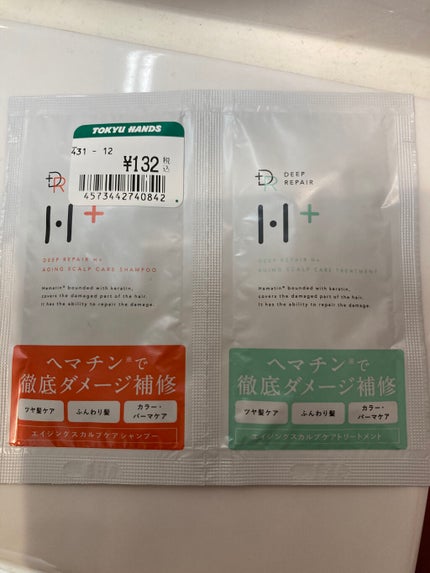 TOKYU HANDS
431 - 12
¥132 税込
4573442740842
DR
H+
DEEP REPAIR H+
AGING SCALP CARE SHAMPOO
Hematin※ bounded with keratin,
covers the damaged part of the hair.
It has the ability to repair the damage.
ヘマチン※で
徹底ダメージ補修
ツヤ髪ケア
ふんわり髪
カラー・
パーマケア
エイジングスカルプケアシャンプー
DR
DEEP
REPAIR
H+
DEEP REPAIR H+
AGING SCALP CARE TREATMENT
Hematin※ bounded with keratin,
covers the damaged part of the hair.
It has the ability to repair the damage.
ヘマチン※で
徹底ダメージ補修
ツヤ髪ケア
ふんわり髪
カラー・
パーマケア
エイジングスカルプケアトリートメント